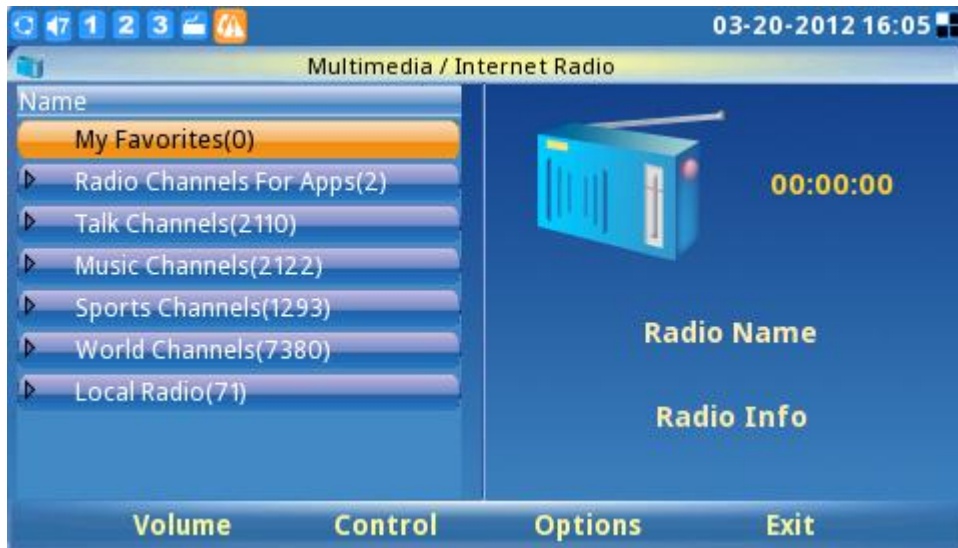 7 1 2 3 03-20-2012 16:05
Multimedia / Internet Radio
Name
My Favorites(0)
Radio Channels For Apps(2)
Talk Channels(2110)
Music Channels(2122)
Sports Channels(1293)
World Channels(7380)
Local Radio(71)
00:00:00
Radio Name
Radio Info
Volume Control Options Exit